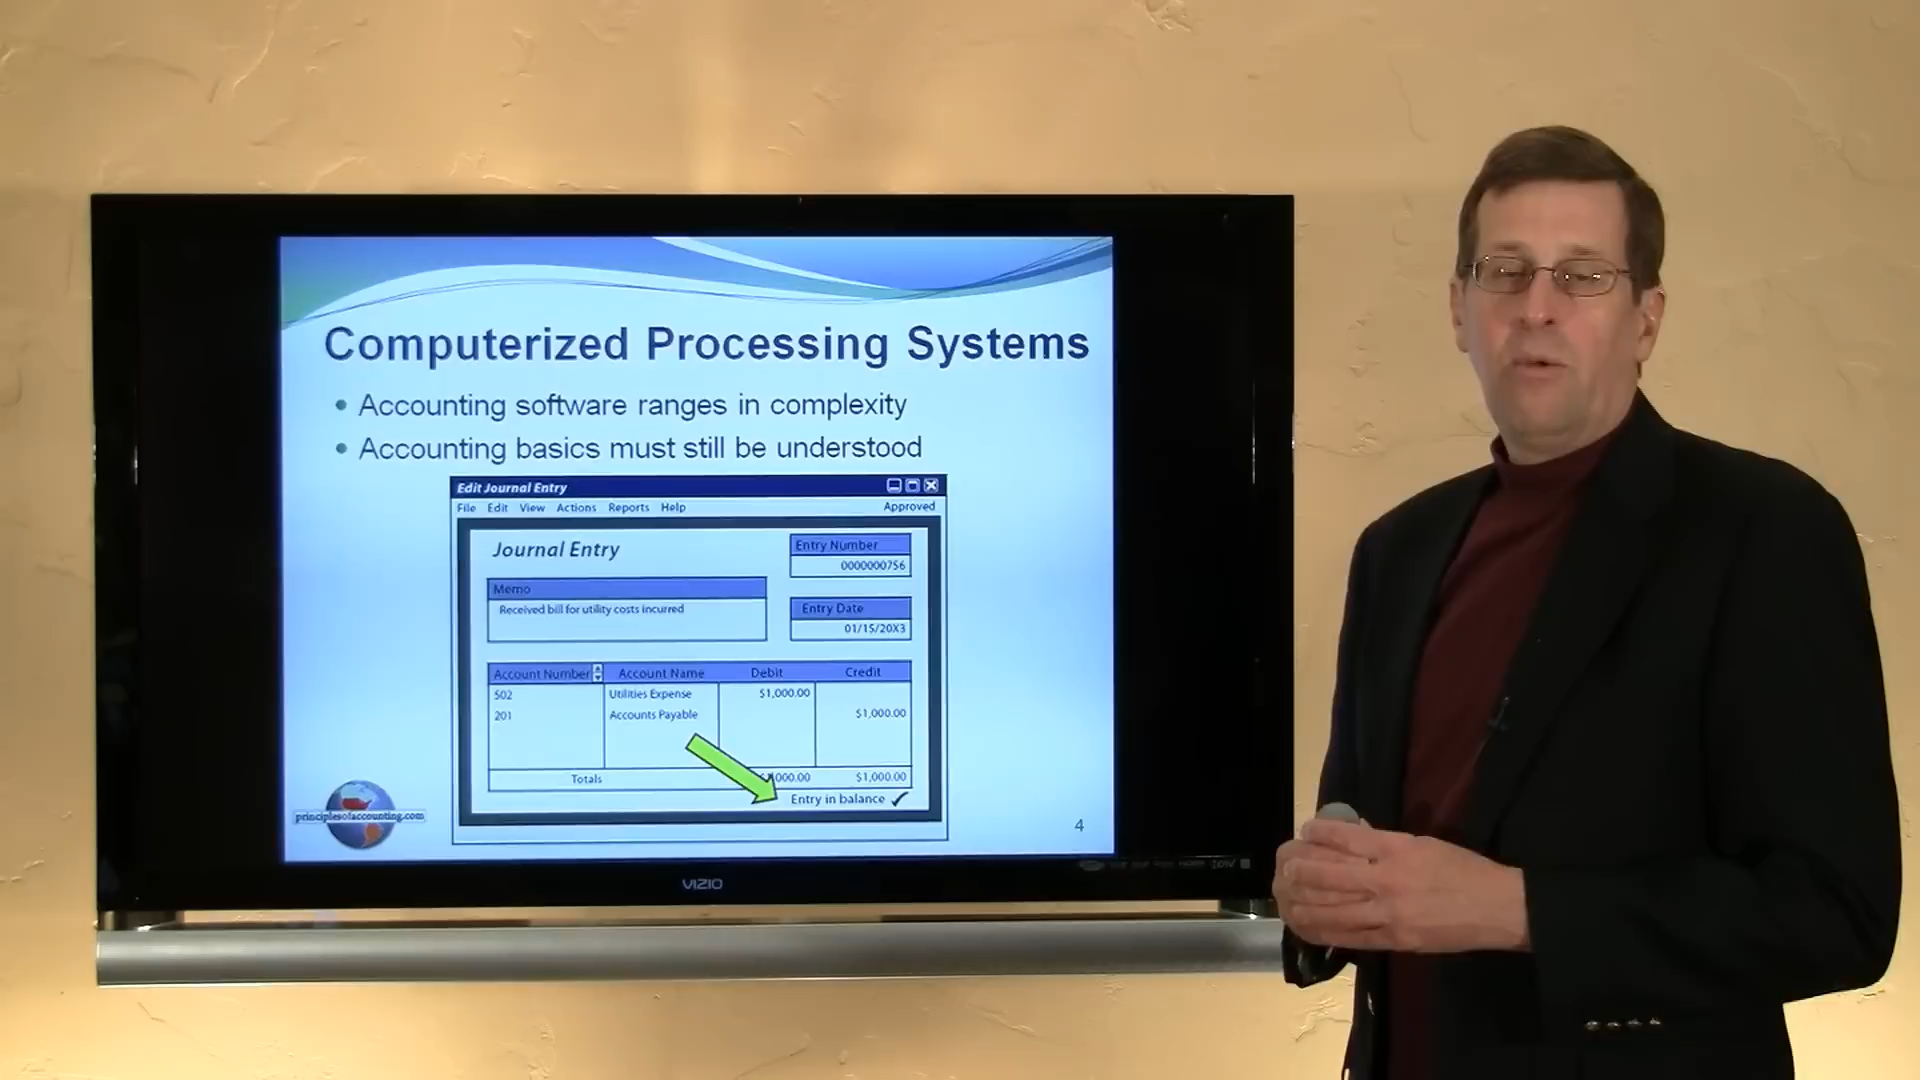 Computerized Processing Systems
• Accounting software ranges in complexity
• Accounting basics must still be understood
Edit Journal Entry
File Edit View Actions Reports Help Approved
Journal Entry
Entry Number
0000000756
Memo
Received bill for utility costs incurred
Entry Date
01/15/20X3
Account Number Account Name Debit Credit
502 Utilities Expense $1,000.00
201 Accounts Payable $1,000.00
Totals 000.00 $1,000.00
Entry in balance ✓
principlesofaccounting.com
4
VIZIO